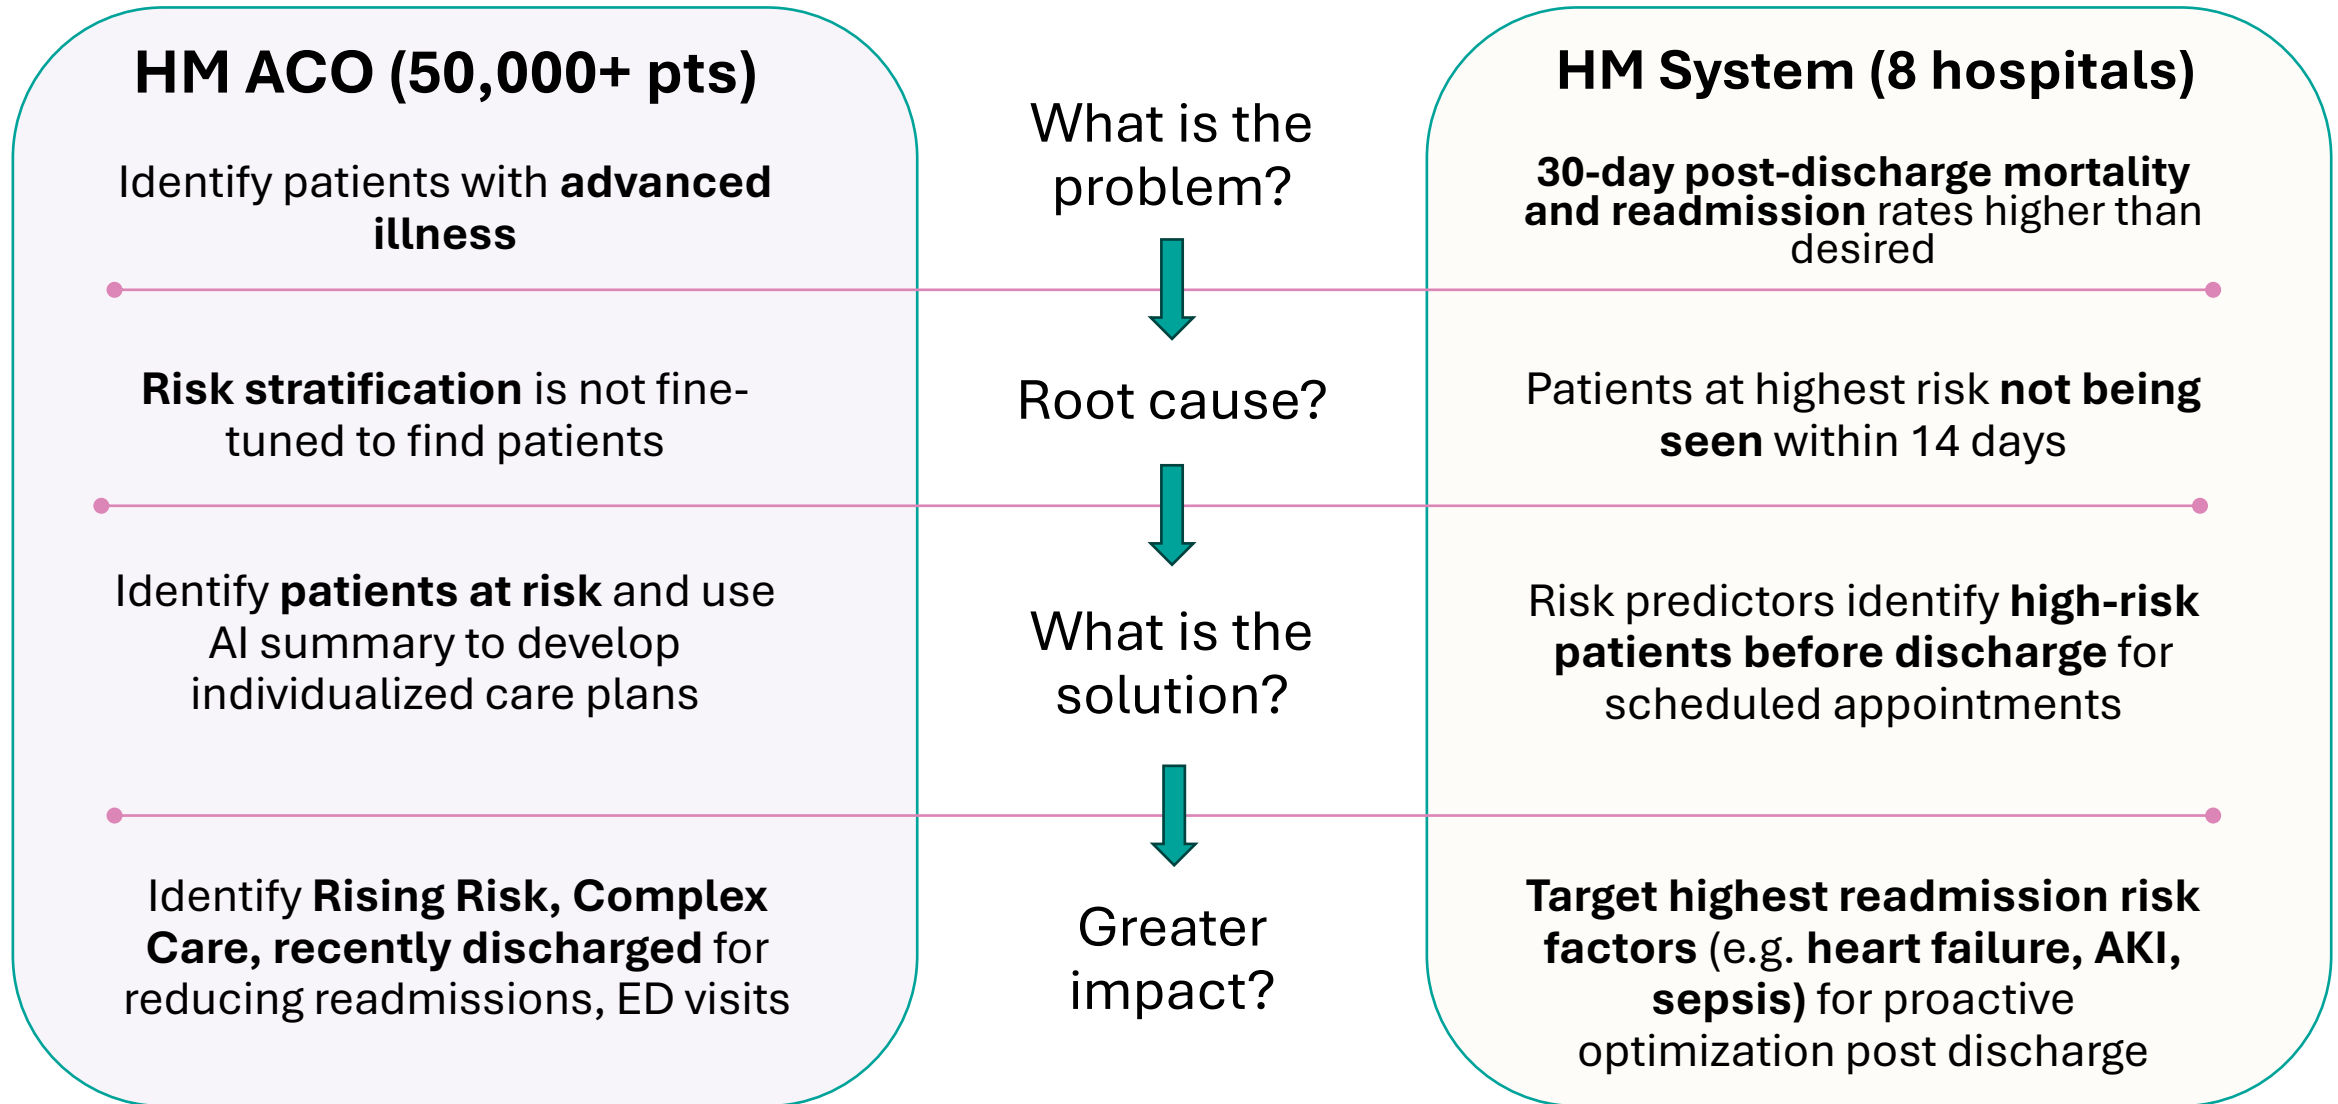 HM ACO (50,000+ pts)
Identify patients with advanced
illness
Risk stratification is not fine-
tuned to find patients
Identify patients at risk and use
AI summary to develop
individualized care plans
Identify Rising Risk, Complex
Care, recently discharged for
reducing readmissions, ED visits
What is the
problem?
Root cause?
What is the
solution?
Greater
impact?
HM System (8 hospitals)
30-day post-discharge mortality
and readmission rates higher than
desired
Patients at highest risk not being
seen within 14 days
Risk predictors identify high-risk
patients before discharge for
scheduled appointments
Target highest readmission risk
factors (e.g. heart failure, AKI,
sepsis) for proactive
optimization post discharge